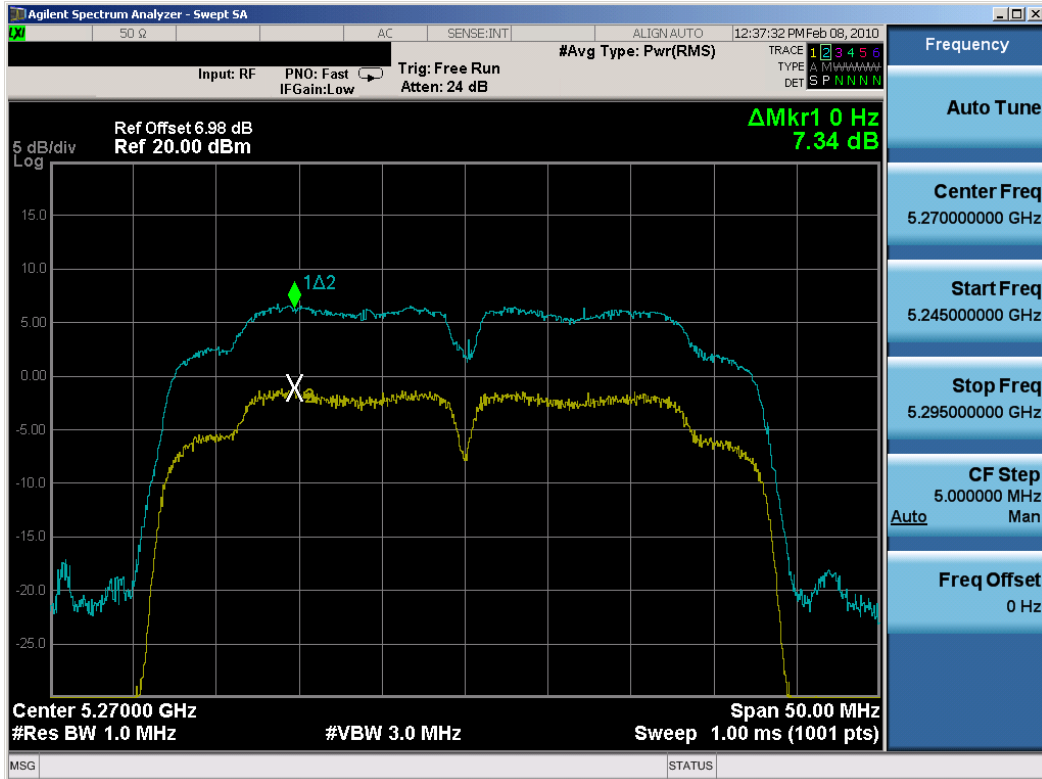 Agilent Spectrum Analyzer - Swept SA
LXI 50 Ω AC SENSE:INT ALIGN AUTO 12:37:32 PM Feb 08, 2010
#Avg Type: Pwr(RMS) TRACE 1 2 3 4 5 6
Input: RF PNO: Fast Trig: Free Run TYPE A M W W W W
IFGain:Low Atten: 24 dB DET S P N N N N
Frequency
Auto Tune
Center Freq
5.270000000 GHz
Start Freq
5.245000000 GHz
Stop Freq
5.295000000 GHz
CF Step
5.000000 MHz
Auto Man
Freq Offset
0 Hz
ΔMkr1 0 Hz
7.34 dB
Ref Offset 6.98 dB
5 dB/div Ref 20.00 dBm
Log
15.0
10.0
5.00
0.00
-5.00
-10.0
-15.0
-20.0
-25.0
1Δ2
X2
Center 5.27000 GHz Span 50.00 MHz
#Res BW 1.0 MHz #VBW 3.0 MHz Sweep 1.00 ms (1001 pts)
MSG STATUS